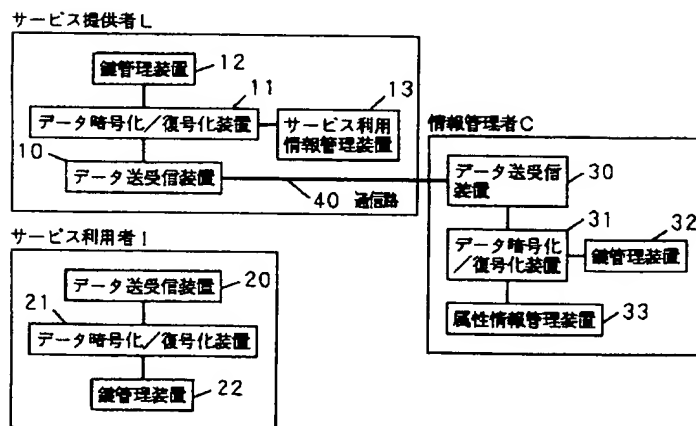 サービス提供者L
鍵管理装置
12
11
13
データ暗号化／復号化装置
サービス利用
情報管理装置
10
データ送受信装置
40 通信路
情報管理者C
データ送受信
装置
30
31
32
データ暗号化
／復号化装置
鍵管理装置
属性情報管理装置
33
サービス利用者I
データ送受信装置
20
21
データ暗号化／復号化装置
鍵管理装置
22